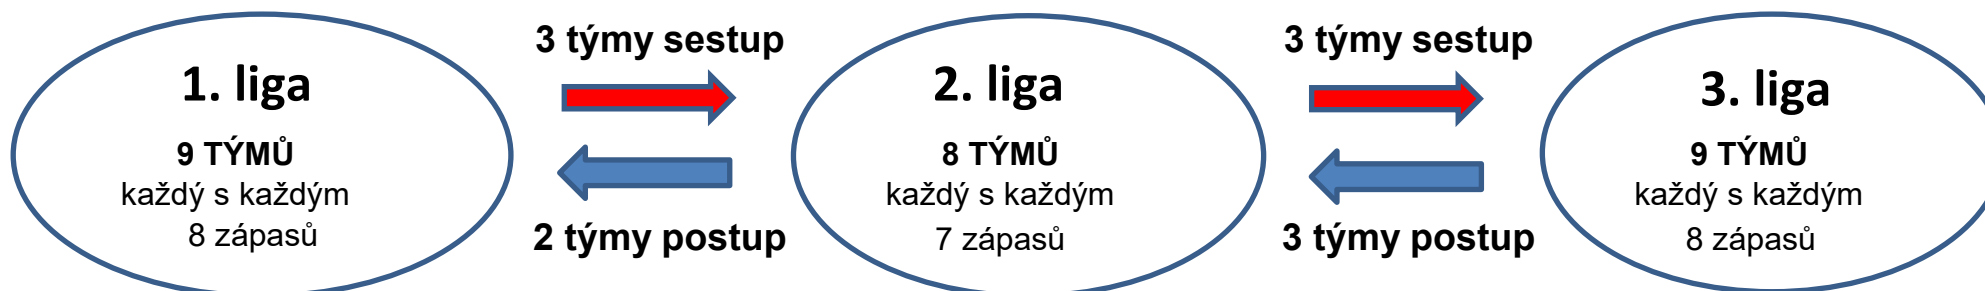 1. liga
9 TÝMŮ
každý s každým
8 zápasů
3 týmy sestup
2 týmy postup
2. liga
8 TÝMŮ
každý s každým
7 zápasů
3 týmy sestup
3 týmy postup
3. liga
9 TÝMŮ
každý s každým
8 zápasů